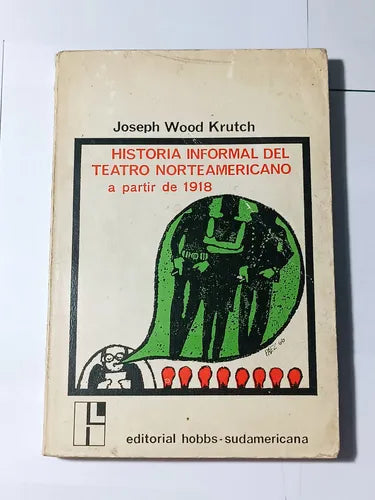 Joseph Wood Krutch
HISTORIA INFORMAL DEL
TEATRO NORTEAMERICANO
a partir de 1918
editorial hobbs-sudamericana